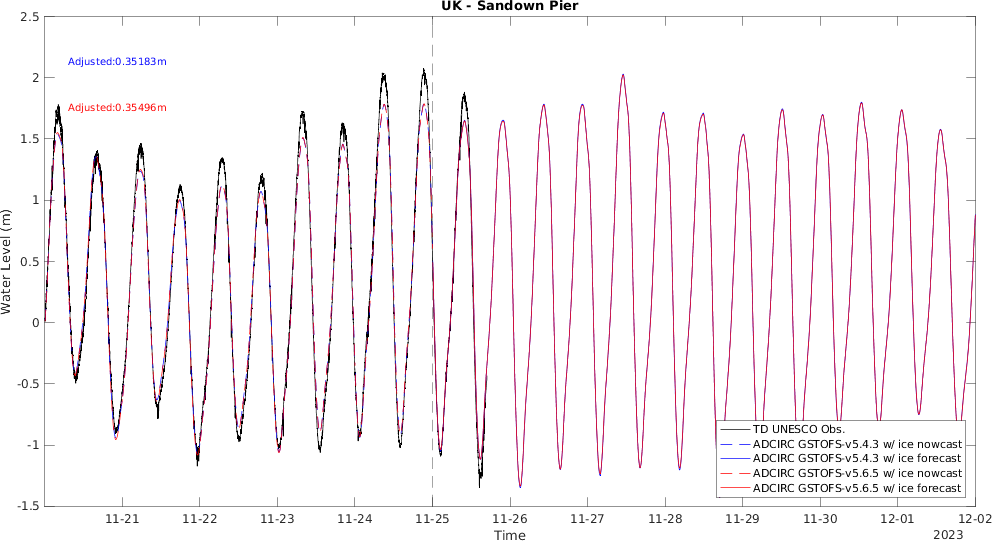 UK - Sandown Pier
Adjusted:0.35183m
Adjusted:0.35496m
Water Level (m)
2.5
2
1.5
1
0.5
0
-0.5
-1
-1.5
TD UNESCO Obs.
ADCIRC GSTOFS-v5.4.3 w/ ice nowcast
ADCIRC GSTOFS-v5.4.3 w/ ice forecast
ADCIRC GSTOFS-v5.6.5 w/ ice nowcast
ADCIRC GSTOFS-v5.6.5 w/ ice forecast
11-21 11-22 11-23 11-24 11-25 11-26 11-27 11-28 11-29 11-30 12-01 12-02
Time
2023